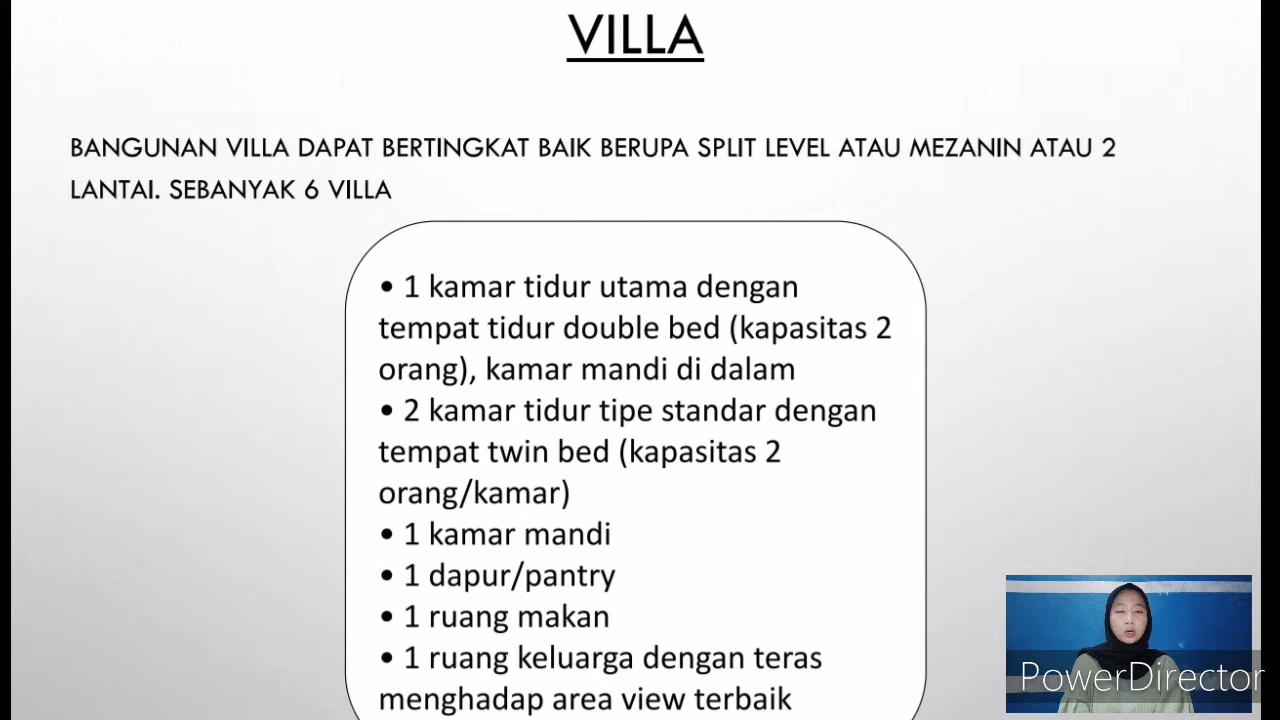 VILLA
BANGUNAN VILLA DAPAT BERTINGKAT BAIK BERUPA SPLIT LEVEL ATAU MEZANIN ATAU 2
LANTAI. SEBANYAK 6 VILLA
• 1 kamar tidur utama dengan
tempat tidur double bed (kapasitas 2
orang), kamar mandi di dalam
• 2 kamar tidur tipe standar dengan
tempat twin bed (kapasitas 2
orang/kamar)
• 1 kamar mandi
• 1 dapur/pantry
• 1 ruang makan
• 1 ruang keluarga dengan teras
menghadap area view terbaik
PowerDirector